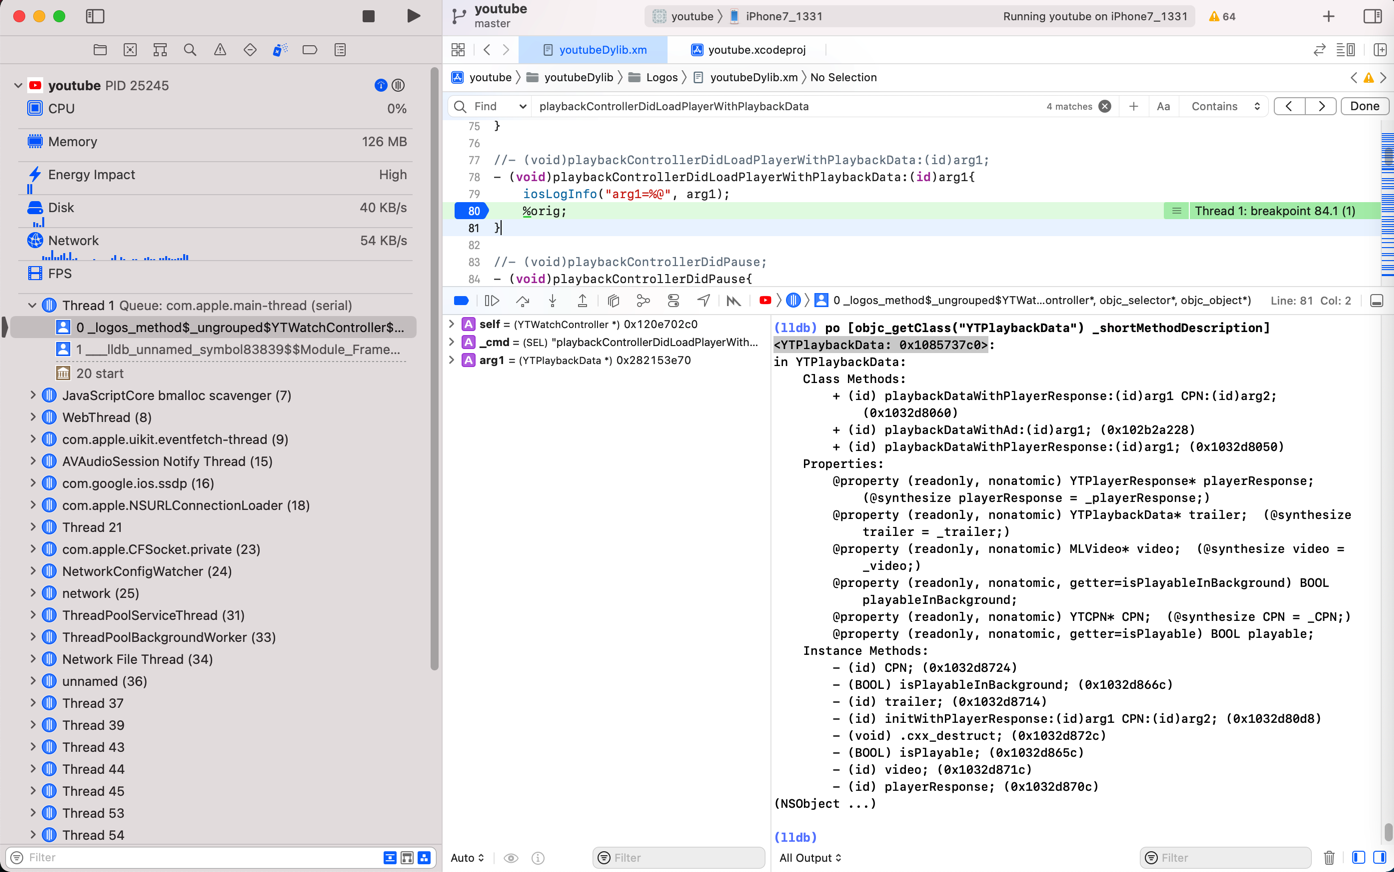 youtube
master
youtube 〉 iPhone7_1331
Running youtube on iPhone7_1331
64
youtubeDylib.xm
youtube.xcodeproj
youtube 〉 youtubeDylib 〉 Logos 〉 youtubeDylib.xm 〉 No Selection
Find
playbackControllerDidLoadPlayerWithPlaybackData
4 matches
Aa
Contains
Done
youtube PID 25245
CPU 0%
Memory 126 MB
Energy Impact High
Disk 40 KB/s
Network 54 KB/s
FPS
Thread 1 Queue: com.apple.main-thread (serial)
0 _logos_method$_ungrouped$YTWatchController$...
1 ___lldb_unnamed_symbol83839$$Module_Frame...
20 start
JavaScriptCore bmalloc scavenger (7)
WebThread (8)
com.apple.uikit.eventfetch-thread (9)
AVAudioSession Notify Thread (15)
com.google.ios.ssdp (16)
com.apple.NSURLConnectionLoader (18)
Thread 21
com.apple.CFSocket.private (23)
NetworkConfigWatcher (24)
network (25)
ThreadPoolServiceThread (31)
ThreadPoolBackgroundWorker (33)
Network File Thread (34)
unnamed (36)
Thread 37
Thread 39
Thread 43
Thread 44
Thread 45
Thread 53
Thread 54
Filter
75 }
76
77 //- (void)playbackControllerDidLoadPlayerWithPlaybackData:(id)arg1;
78 - (void)playbackControllerDidLoadPlayerWithPlaybackData:(id)arg1{
79 iosLogInfo("arg1=%@", arg1);
80 %orig;
Thread 1: breakpoint 84.1 (1)
81 }
82
83 //- (void)playbackControllerDidPause;
84 - (void)playbackControllerDidPause{
0 _logos_method$_ungrouped$YTWat...ontroller*, objc_selector*, objc_object*)
Line: 81 Col: 2
A self = (YTWatchController *) 0x120e702c0
A _cmd = (SEL) "playbackControllerDidLoadPlayerWith...
A arg1 = (YTPlaybackData *) 0x282153e70
Auto
Filter
(lldb) po [objc_getClass("YTPlaybackData") _shortMethodDescription]
<YTPlaybackData: 0x1085737c0>:
in YTPlaybackData:
Class Methods:
+ (id) playbackDataWithPlayerResponse:(id)arg1 CPN:(id)arg2;
(0x1032d8060)
+ (id) playbackDataWithAd:(id)arg1; (0x102b2a228)
+ (id) playbackDataWithPlayerResponse:(id)arg1; (0x1032d8050)
Properties:
@property (readonly, nonatomic) YTPlayerResponse* playerResponse;
(@synthesize playerResponse = _playerResponse;)
@property (readonly, nonatomic) YTPlaybackData* trailer;  (@synthesize
trailer = _trailer;)
@property (readonly, nonatomic) MLVideo* video;  (@synthesize video =
_video;)
@property (readonly, nonatomic, getter=isPlayableInBackground) BOOL
playableInBackground;
@property (readonly, nonatomic) YTCPN* CPN;  (@synthesize CPN = _CPN;)
@property (readonly, nonatomic, getter=isPlayable) BOOL playable;
Instance Methods:
- (id) CPN; (0x1032d8724)
- (BOOL) isPlayableInBackground; (0x1032d866c)
- (id) trailer; (0x1032d8714)
- (id) initWithPlayerResponse:(id)arg1 CPN:(id)arg2; (0x1032d80d8)
- (void) .cxx_destruct; (0x1032d872c)
- (BOOL) isPlayable; (0x1032d865c)
- (id) video; (0x1032d871c)
- (id) playerResponse; (0x1032d870c)
(NSObject ...)
(lldb)
All Output
Filter